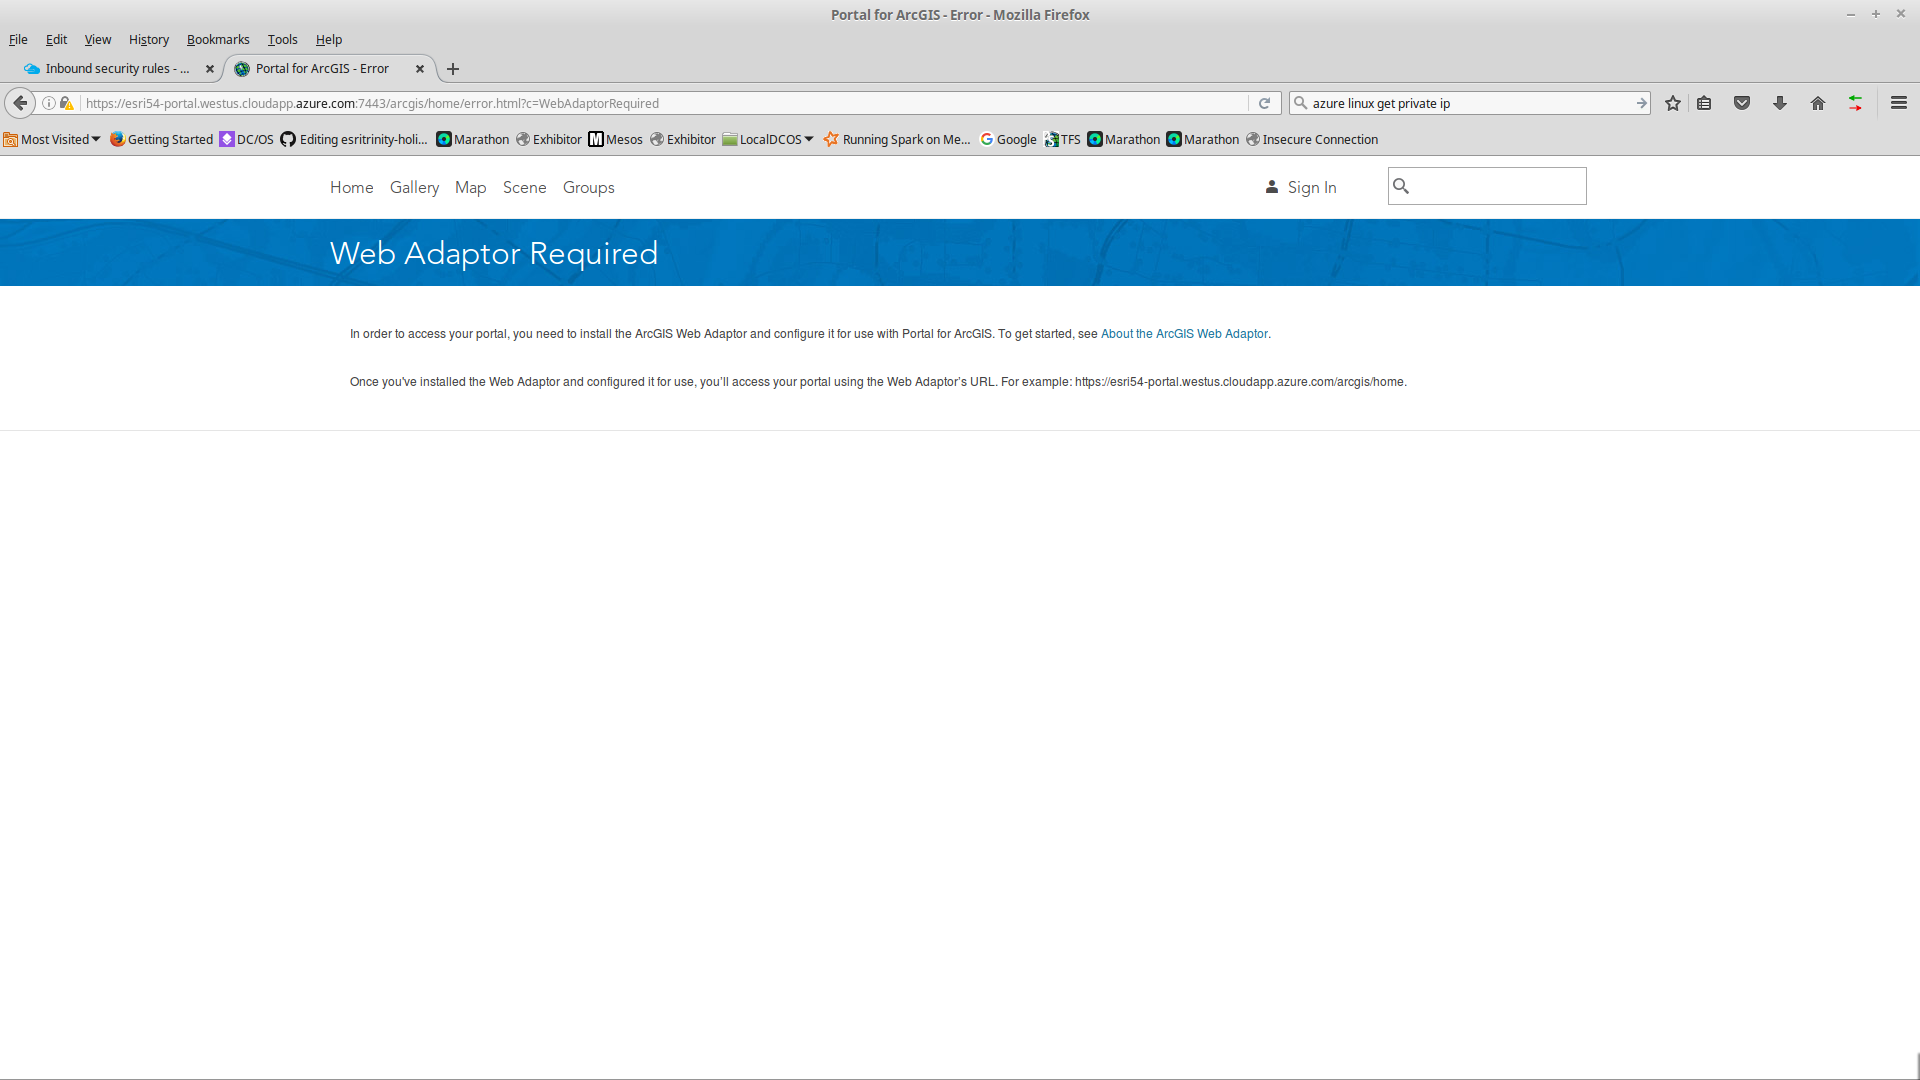 Portal for ArcGIS - Error - Mozilla Firefox
File Edit View History Bookmarks Tools Help
Inbound security rules - ... Portal for ArcGIS - Error
https://esri54-portal.westus.cloudapp.azure.com:7443/arcgis/home/error.html?c=WebAdaptorRequired azure linux get private ip
Most Visited Getting Started DC/OS Editing esritrinity-holi... Marathon Exhibitor M Mesos Exhibitor LocalDCOS Running Spark on Me... Google TFS Marathon Marathon Insecure Connection
Home Gallery Map Scene Groups Sign In
Web Adaptor Required
In order to access your portal, you need to install the ArcGIS Web Adaptor and configure it for use with Portal for ArcGIS. To get started, see About the ArcGIS Web Adaptor.
Once you've installed the Web Adaptor and configured it for use, you'll access your portal using the Web Adaptor's URL. For example: https://esri54-portal.westus.cloudapp.azure.com/arcgis/home.